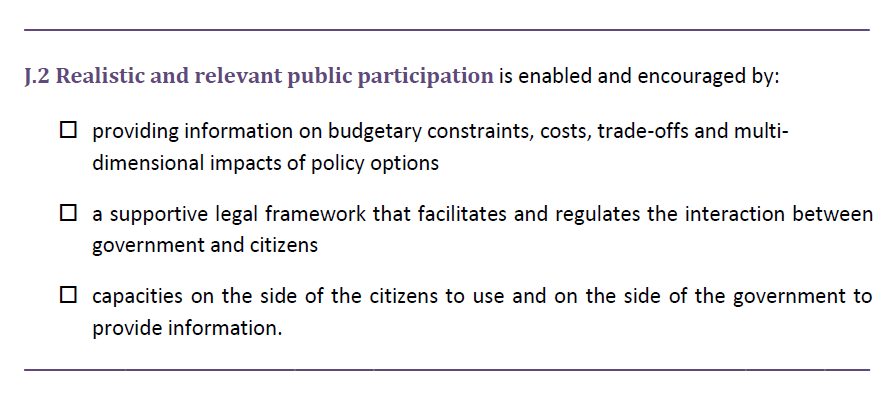 J.2 Realistic and relevant public participation is enabled and encouraged by:
☐ providing information on budgetary constraints, costs, trade-offs and multi-
dimensional impacts of policy options
☐ a supportive legal framework that facilitates and regulates the interaction between
government and citizens
☐ capacities on the side of the citizens to use and on the side of the government to
provide information.